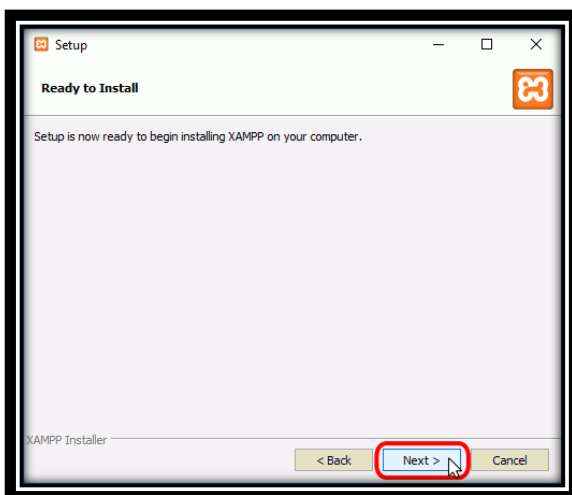 Setup
Ready to Install
Setup is now ready to begin installing XAMPP on your computer.
XAMPP Installer
< Back Next > Cancel